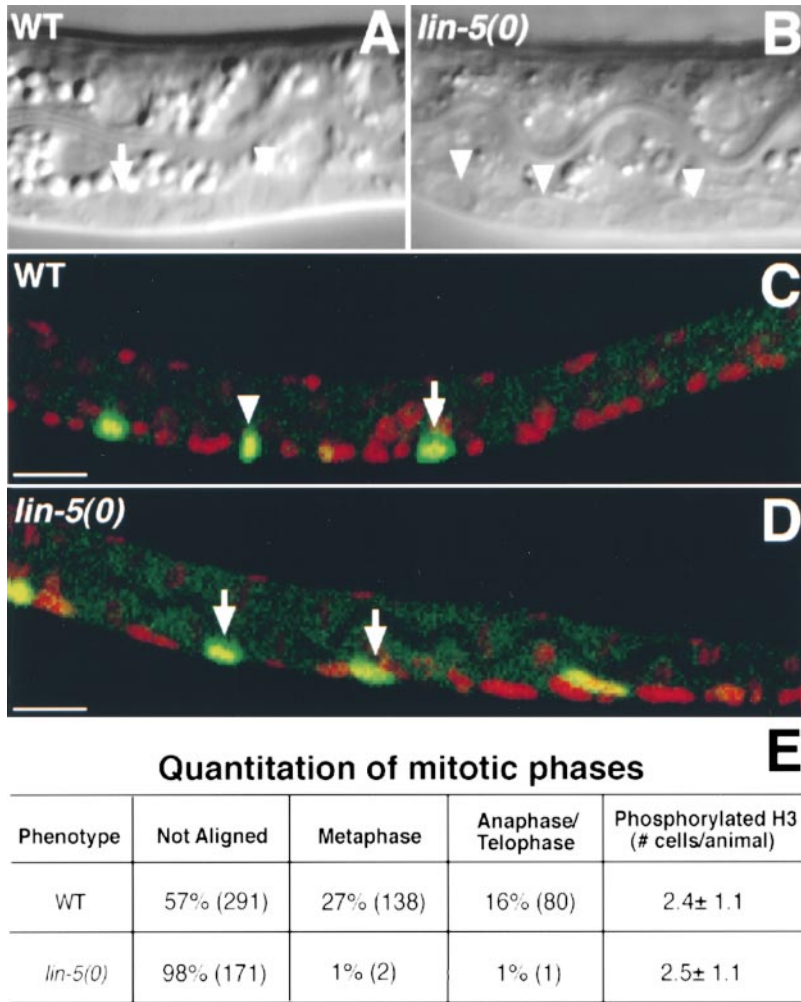 WT
A
lin-5(0)
B
WT
C
lin-5(0)
D
E
Quantitation of mitotic phases
Phenotype Not Aligned Metaphase Anaphase/ Telophase Phosphorylated H3 (# cells/animal)
WT 57% (291) 27% (138) 16% (80) 2.4± 1.1
lin-5(0) 98% (171) 1% (2) 1% (1) 2.5± 1.1